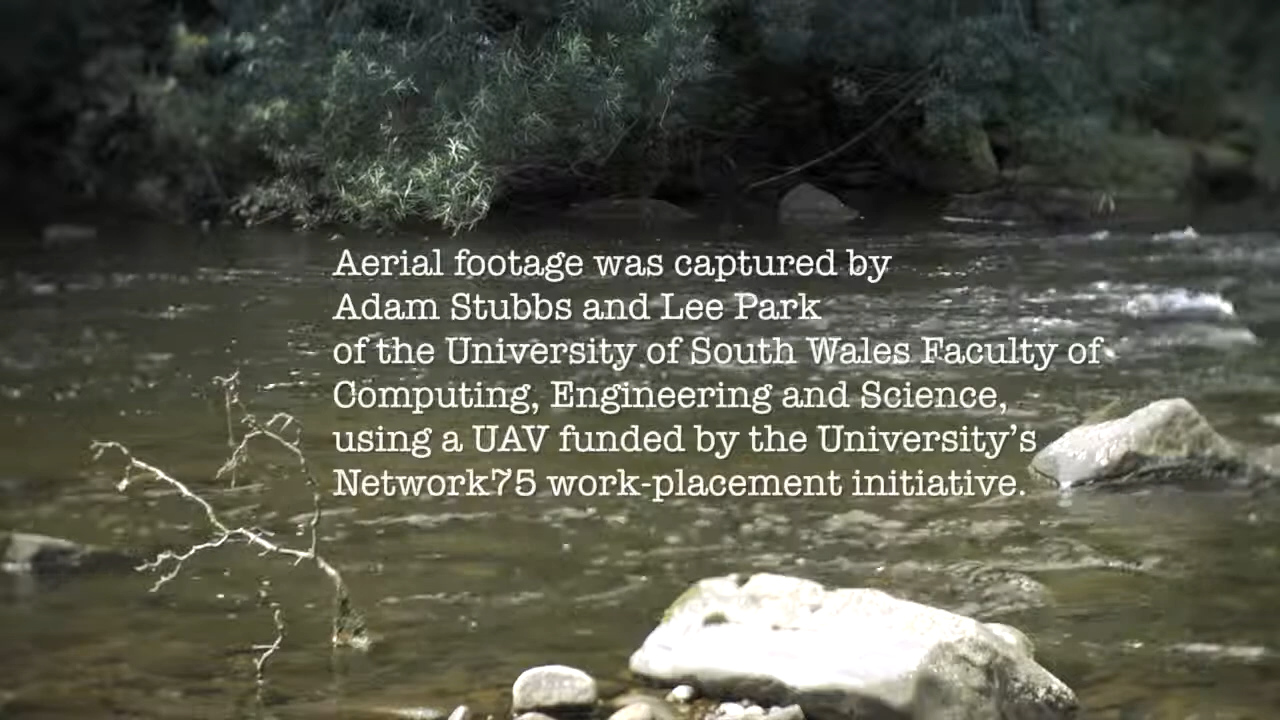 Aerial footage was captured by
Adam Stubbs and Lee Park
of the University of South Wales Faculty of
Computing, Engineering and Science,
using a UAV funded by the University's
Network75 work-placement initiative.